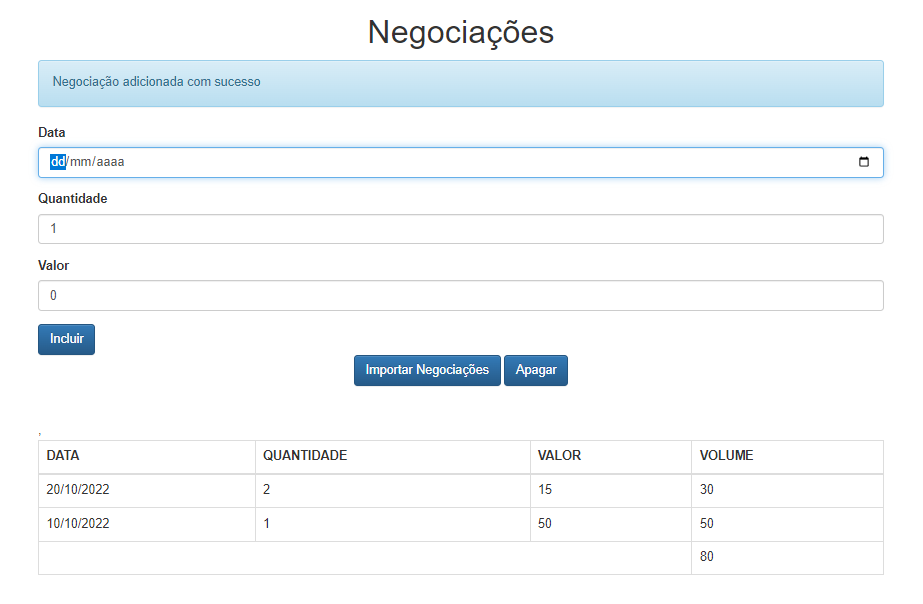 Negociações
Negociação adicionada com sucesso
Data
dd/mm/aaaa
Quantidade
1
Valor
0
Incluir
Importar Negociações Apagar
,
DATA QUANTIDADE VALOR VOLUME
20/10/2022 2 15 30
10/10/2022 1 50 50
80